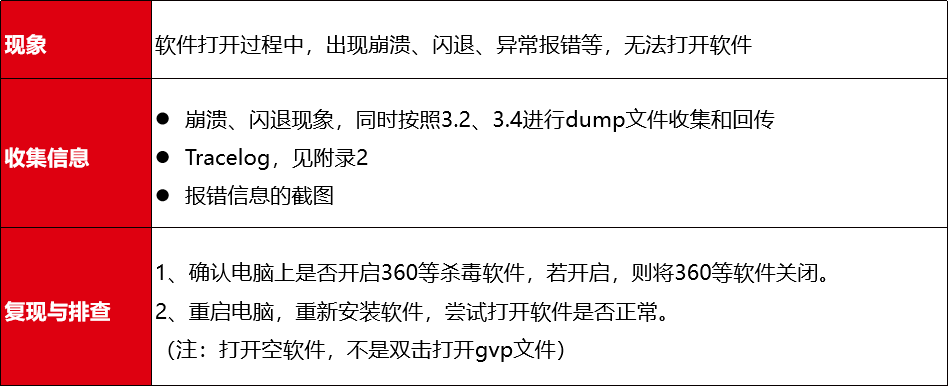 现象
软件打开过程中，出现崩溃、闪退、异常报错等，无法打开软件
收集信息
● 崩溃、闪退现象，同时按照3.2、3.4进行dump文件收集和回传
● Tracelog，见附录2
● 报错信息的截图
复现与排查
1、确认电脑上是否开启360等杀毒软件，若开启，则将360等软件关闭。
2、重启电脑，重新安装软件，尝试打开软件是否正常。
（注：打开空软件，不是双击打开gvp文件）